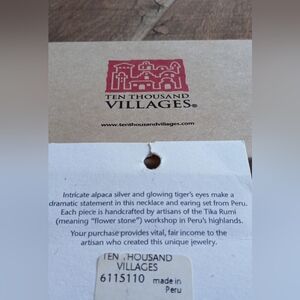 TEN THOUSAND
VILLAGES®
www.tenthousandvillages.com
Intricate alpaca silver and glowing tiger's eyes make a
dramatic statement in this necklace and earing set from Peru.
Each piece is handcrafted by artisans of the Tika Rumi
(meaning "flower stone") workshop in Peru's highlands.
Your purchase provides vital, fair income to the
artisan who created this unique jewelry.
TEN THOUSAND
VILLAGES
6115110 made in
Peru